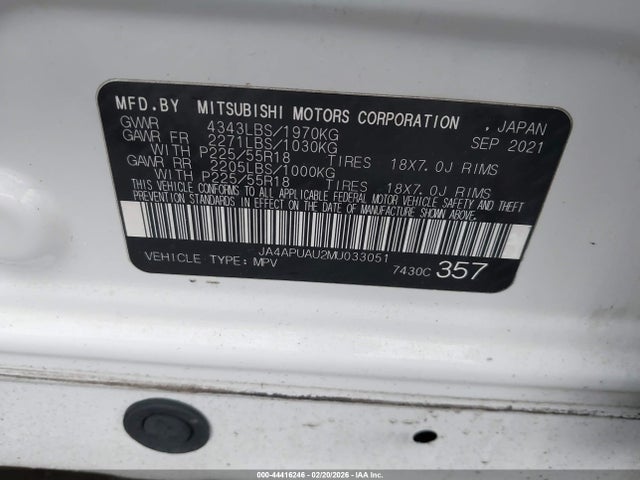 MFD.BY MITSUBISHI MOTORS CORPORATION , JAPAN
GVWR 4343LBS/1970KG SEP 2021
GAWR FR 2271LBS/1030KG
WITH P225/55R18 TIRES 18X7.0J RIMS
GAWR RR 2205LBS/1000KG
WITH P225/55R18 TIRES 18X7.0J RIMS
THIS VEHICLE CONFORMS TO ALL APPLICABLE FEDERAL MOTOR VEHICLE SAFETY AND THEFT
PREVENTION STANDARDS IN EFFECT ON THE DATE OF MANUFACTURE SHOWN ABOVE.
JA4APUAU2MU033051
VEHICLE TYPE: MPV 7430C 357
000-44416246 - 02/20/2026 - IAAI.COM